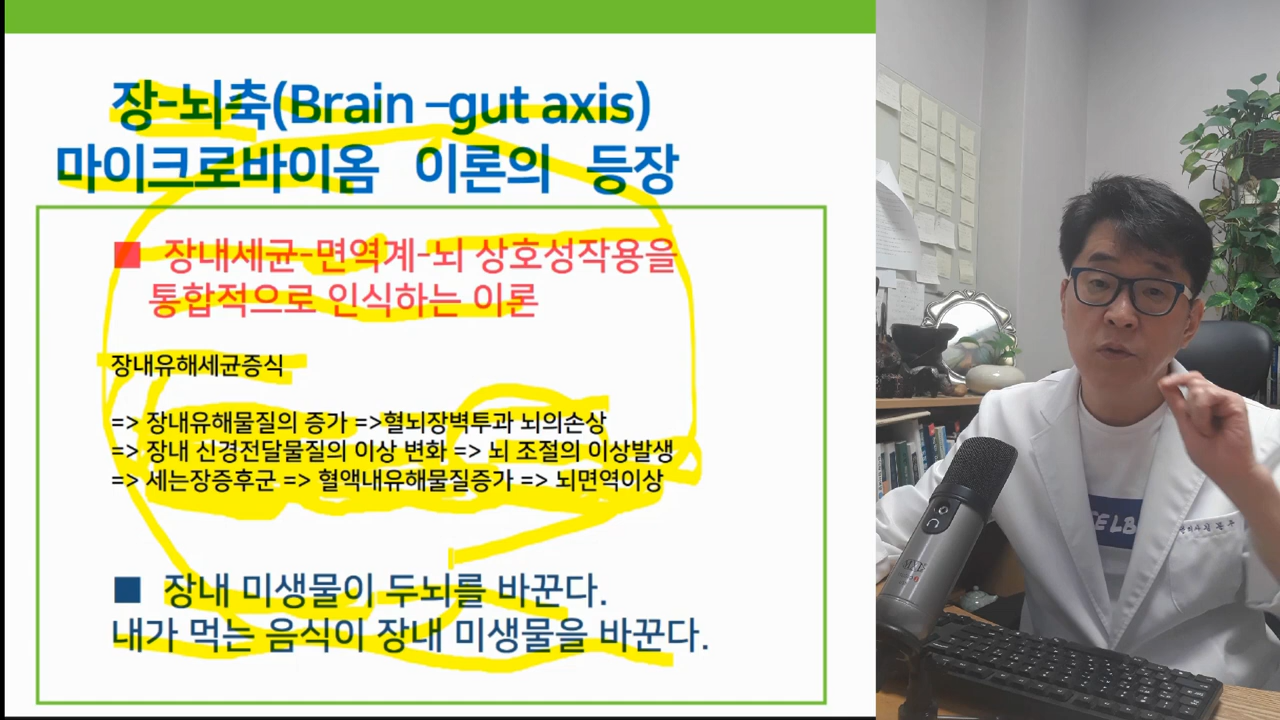 장-뇌축(Brain –gut axis)
마이크로바이옴 이론의 등장
■ 장내세균-면역계-뇌 상호성작용을
통합적으로 인식하는 이론
장내유해세균증식
=> 장내유해물질의 증가 =>혈뇌장벽투과 뇌의손상
=> 장내 신경전달물질의 이상 변화 => 뇌 조절의 이상발생
=> 세는장증후군 => 혈액내유해물질증가 => 뇌면역이상
■ 장내 미생물이 두뇌를 바꾼다.
내가 먹는 음식이 장내 미생물을 바꾼다.